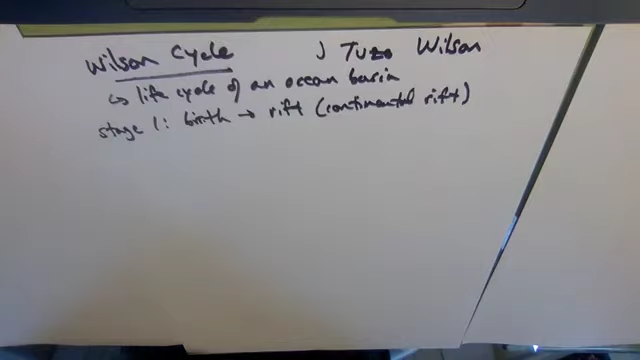 Wilson Cycle J Tuzo Wilson
↳ life cycle of an ocean basin
stage 1: birth → rift (continental rift)